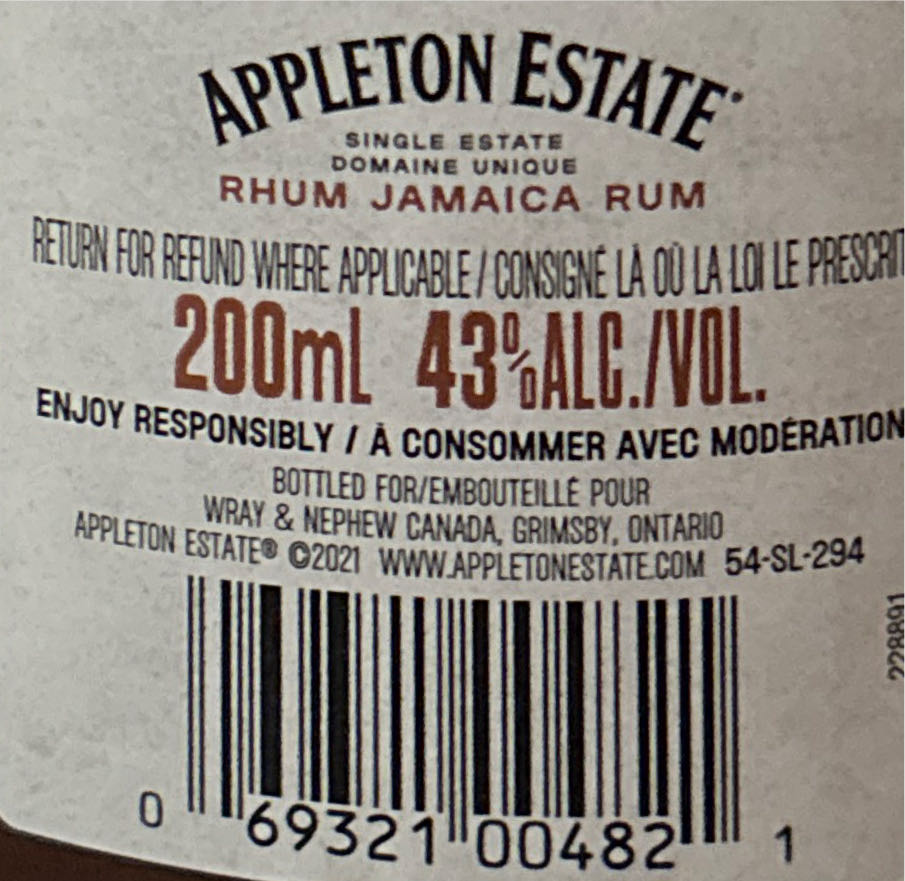 APPLETON ESTATE®
SINGLE ESTATE
DOMAINE UNIQUE
RHUM JAMAICA RUM
RETURN FOR REFUND WHERE APPLICABLE / CONSIGNÉ LÀ OÙ LA LOI LE PRESCRIT
200ml 43% ALC./VOL.
ENJOY RESPONSIBLY / À CONSOMMER AVEC MODÉRATION
BOTTLED FOR/EMBOUTEILLÉ POUR
WRAY & NEPHEW CANADA, GRIMSBY, ONTARIO
APPLETON ESTATE® ©2021 WWW.APPLETONESTATE.COM 54-SL-294
228891
0 69321 00482 1